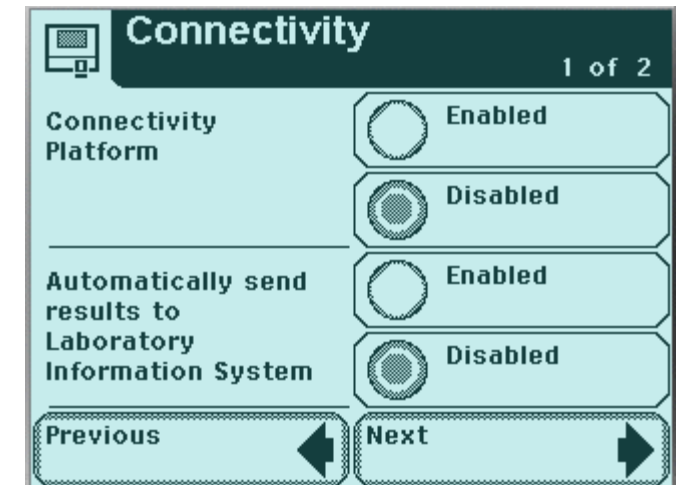 Connectivity
1 of 2
Connectivity
Platform
Enabled
Disabled
Automatically send
results to
Laboratory
Information System
Enabled
Disabled
Previous
Next